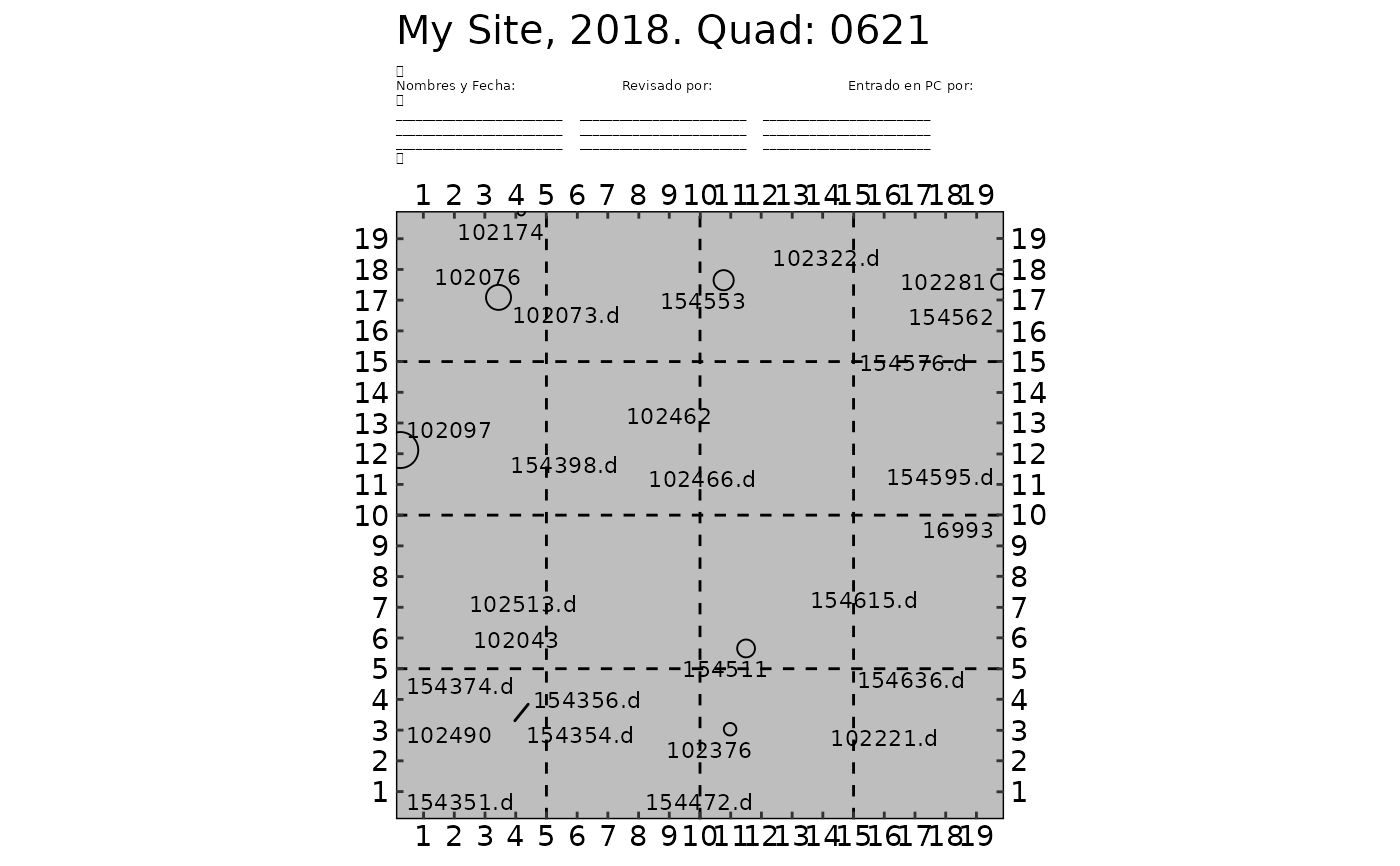 My Site, 2018. Quad: 0621
Nombres y Fecha: Revisado por: Entrado en PC por:
1 2 3 4 5 6 7 8 9 10 11 12 13 14 15 16 17 18 19
102174
19 19
102322.d
18 102076 102281 18
17 154553 17
102073.d 154562
16 16
15 154576.d 15
14 14
13 102462 13
102097
12 154398.d 12
11 102466.d 154595.d 11
10 10
16993
9 9
8 8
7 102513.d 154615.d 7
6 102043 6
5 154511 5
154374.d 154636.d
4 154356.d 4
3 102490 154354.d 102221.d 3
102376
2 2
1 1
154351.d 154472.d
1 2 3 4 5 6 7 8 9 10 11 12 13 14 15 16 17 18 19